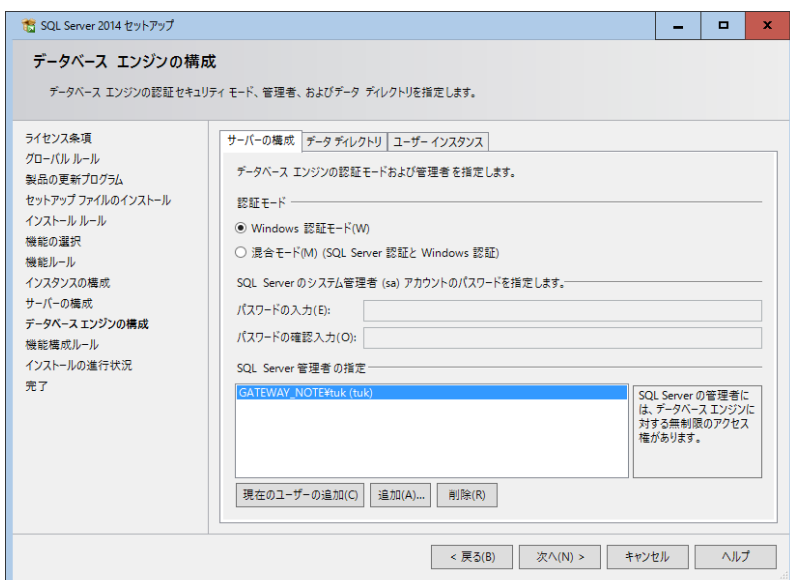 SQL Server 2014 セットアップ
データベース エンジンの構成
データベース エンジンの認証セキュリティ モード、管理者、およびデータ ディレクトリを指定します。
ライセンス条項
グローバル ルール
製品の更新プログラム
セットアップ ファイルのインストール
インストール ルール
機能の選択
機能ルール
インスタンスの構成
サーバーの構成
データベース エンジンの構成
機能構成ルール
インストールの進行状況
完了
サーバーの構成 データ ディレクトリ ユーザー インスタンス
データベース エンジンの認証モードおよび管理者を指定します。
認証モード
Windows 認証モード(W)
混合モード(M) (SQL Server 認証と Windows 認証)
SQL Server のシステム管理者 (sa) アカウントのパスワードを指定します。
パスワードの入力(E):
パスワードの確認入力(O):
SQL Server 管理者の指定
GATEWAY_NOTE¥tuk (tuk)
SQL Server の管理者に
は、データベース エンジンに
対する無制限のアクセス
権があります。
現在のユーザーの追加(C) 追加(A)... 削除(R)
< 戻る(B) 次へ(N) > キャンセル ヘルプ